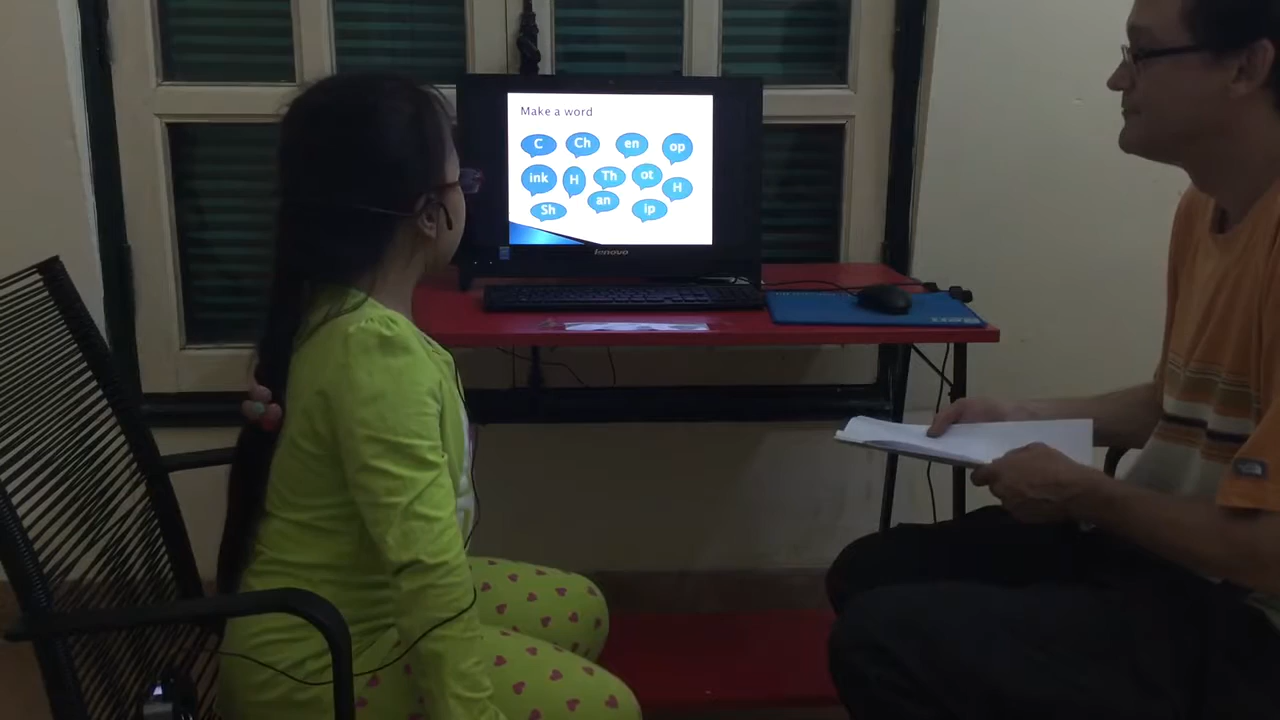 Make a word
C Ch en op
ink H Th ot H
Sh an ip
lenovo